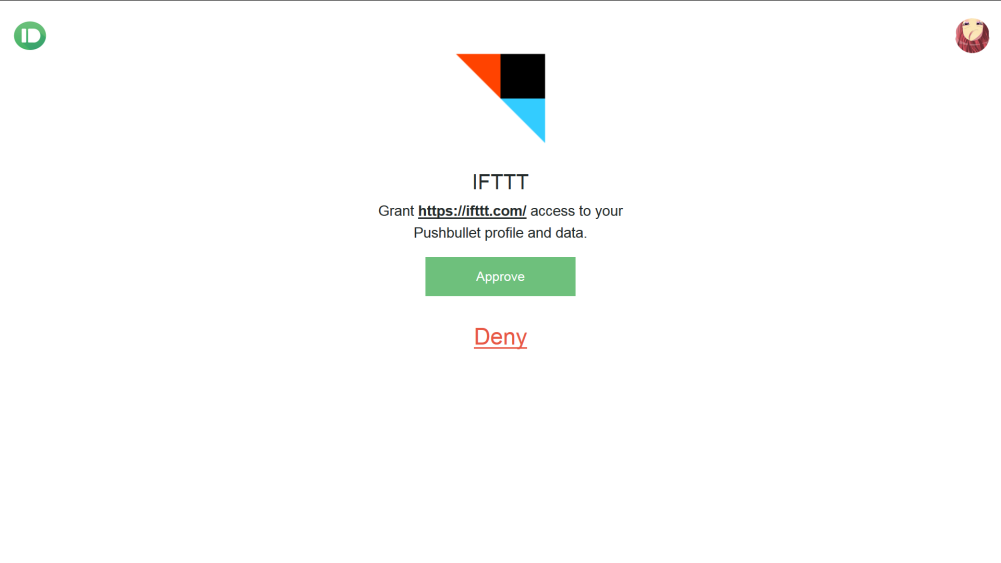 IFTTT
Grant https://ifttt.com/ access to your
Pushbullet profile and data.
Approve
Deny